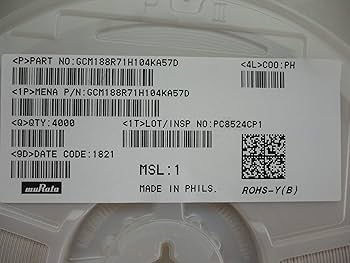 <P>PART NO:GCM188R71H104KA57D
<4L>COO:PH
<1P>MENA P/N:GCM188R71H104KA57D
<Q>QTY:4000
<1T>LOT/INSP NO:PC8524CP1
<9D>DATE CODE:1821
MSL:1
muRata
MADE IN PHILS.
ROHS-Y(B)